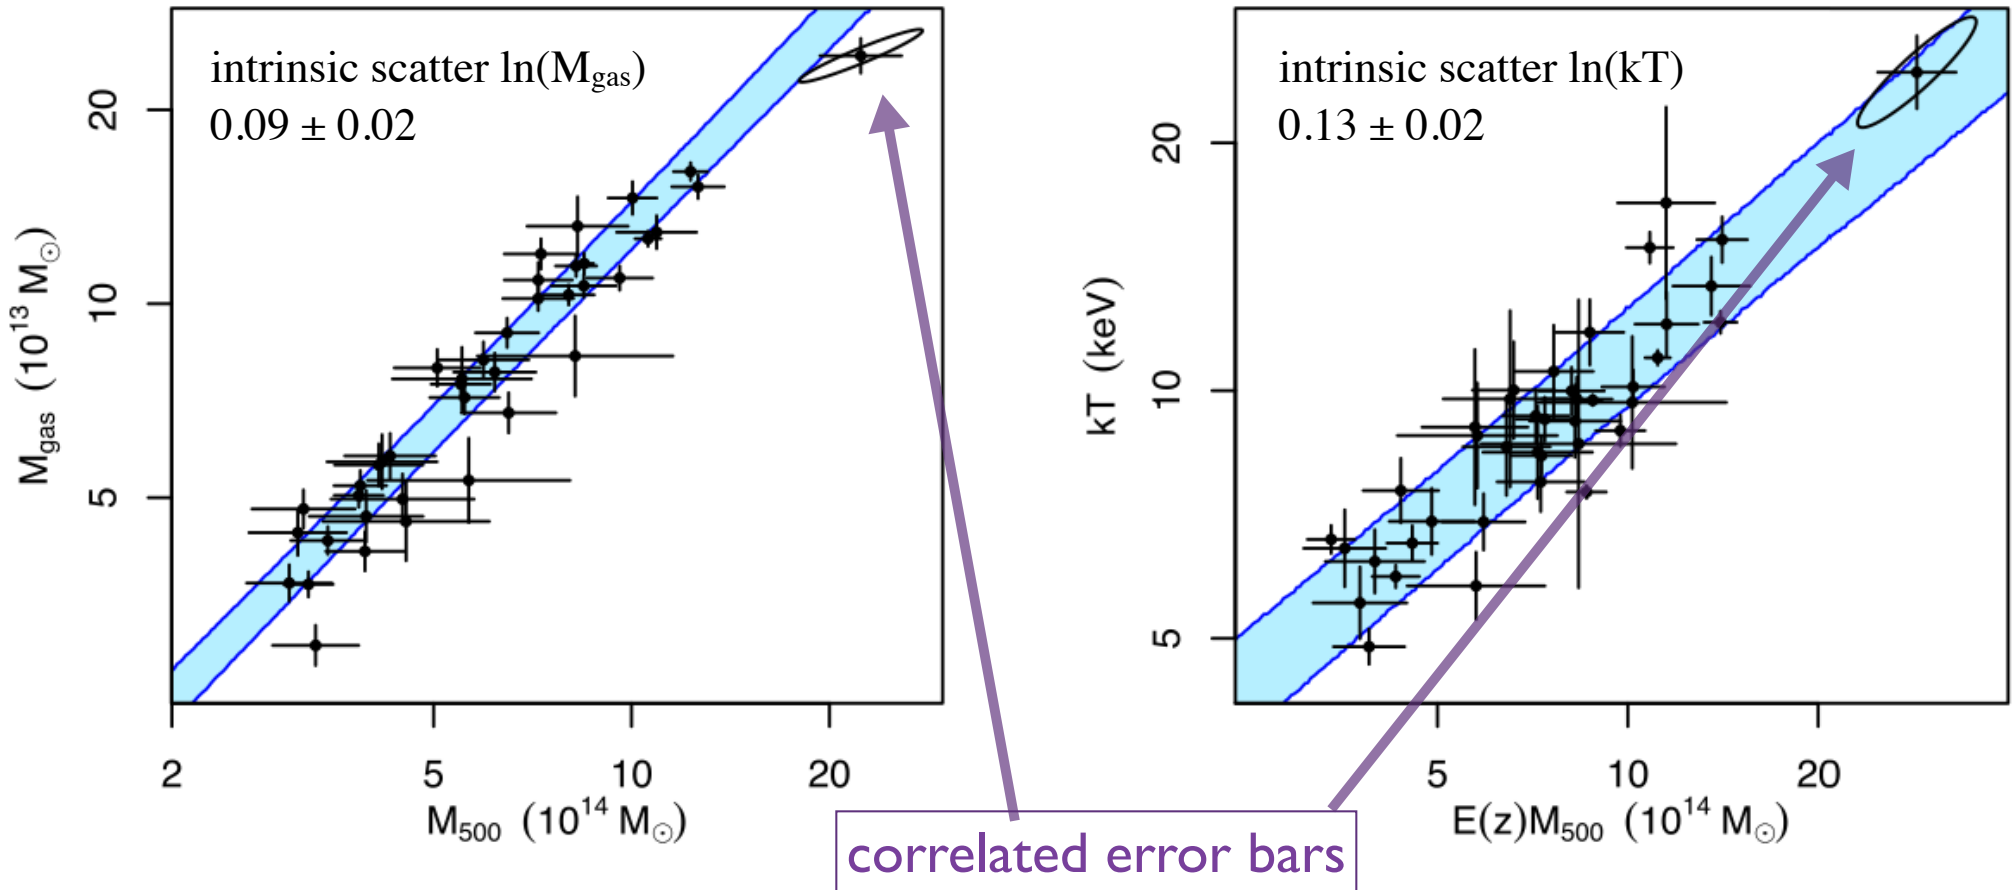 intrinsic scatter ln(Mgas)
0.09 ± 0.02
20
10
5
Mgas (10^13 M⊙)
2 5 10 20
M500 (10^14 M⊙)
intrinsic scatter ln(kT)
0.13 ± 0.02
20
10
5
kT (keV)
5 10 20
E(z)M500 (10^14 M⊙)
correlated error bars